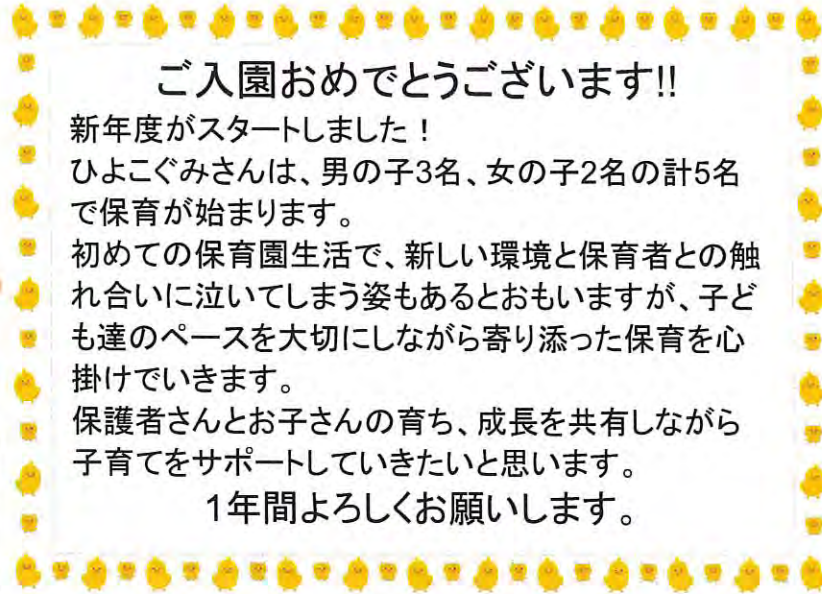 ご入園おめでとうございます!!
新年度がスタートしました！
ひよこぐみさんは、男の子3名、女の子2名の計5名
で保育が始まります。
初めての保育園生活で、新しい環境と保育者との触
れ合いに泣いてしまう姿もあるとおもいますが、子ど
も達のペースを大切にしながら寄り添った保育を心
掛けでいきます。
保護者さんとお子さんの育ち、成長を共有しながら
子育てをサポートしていきたいと思います。
1年間よろしくお願いします。